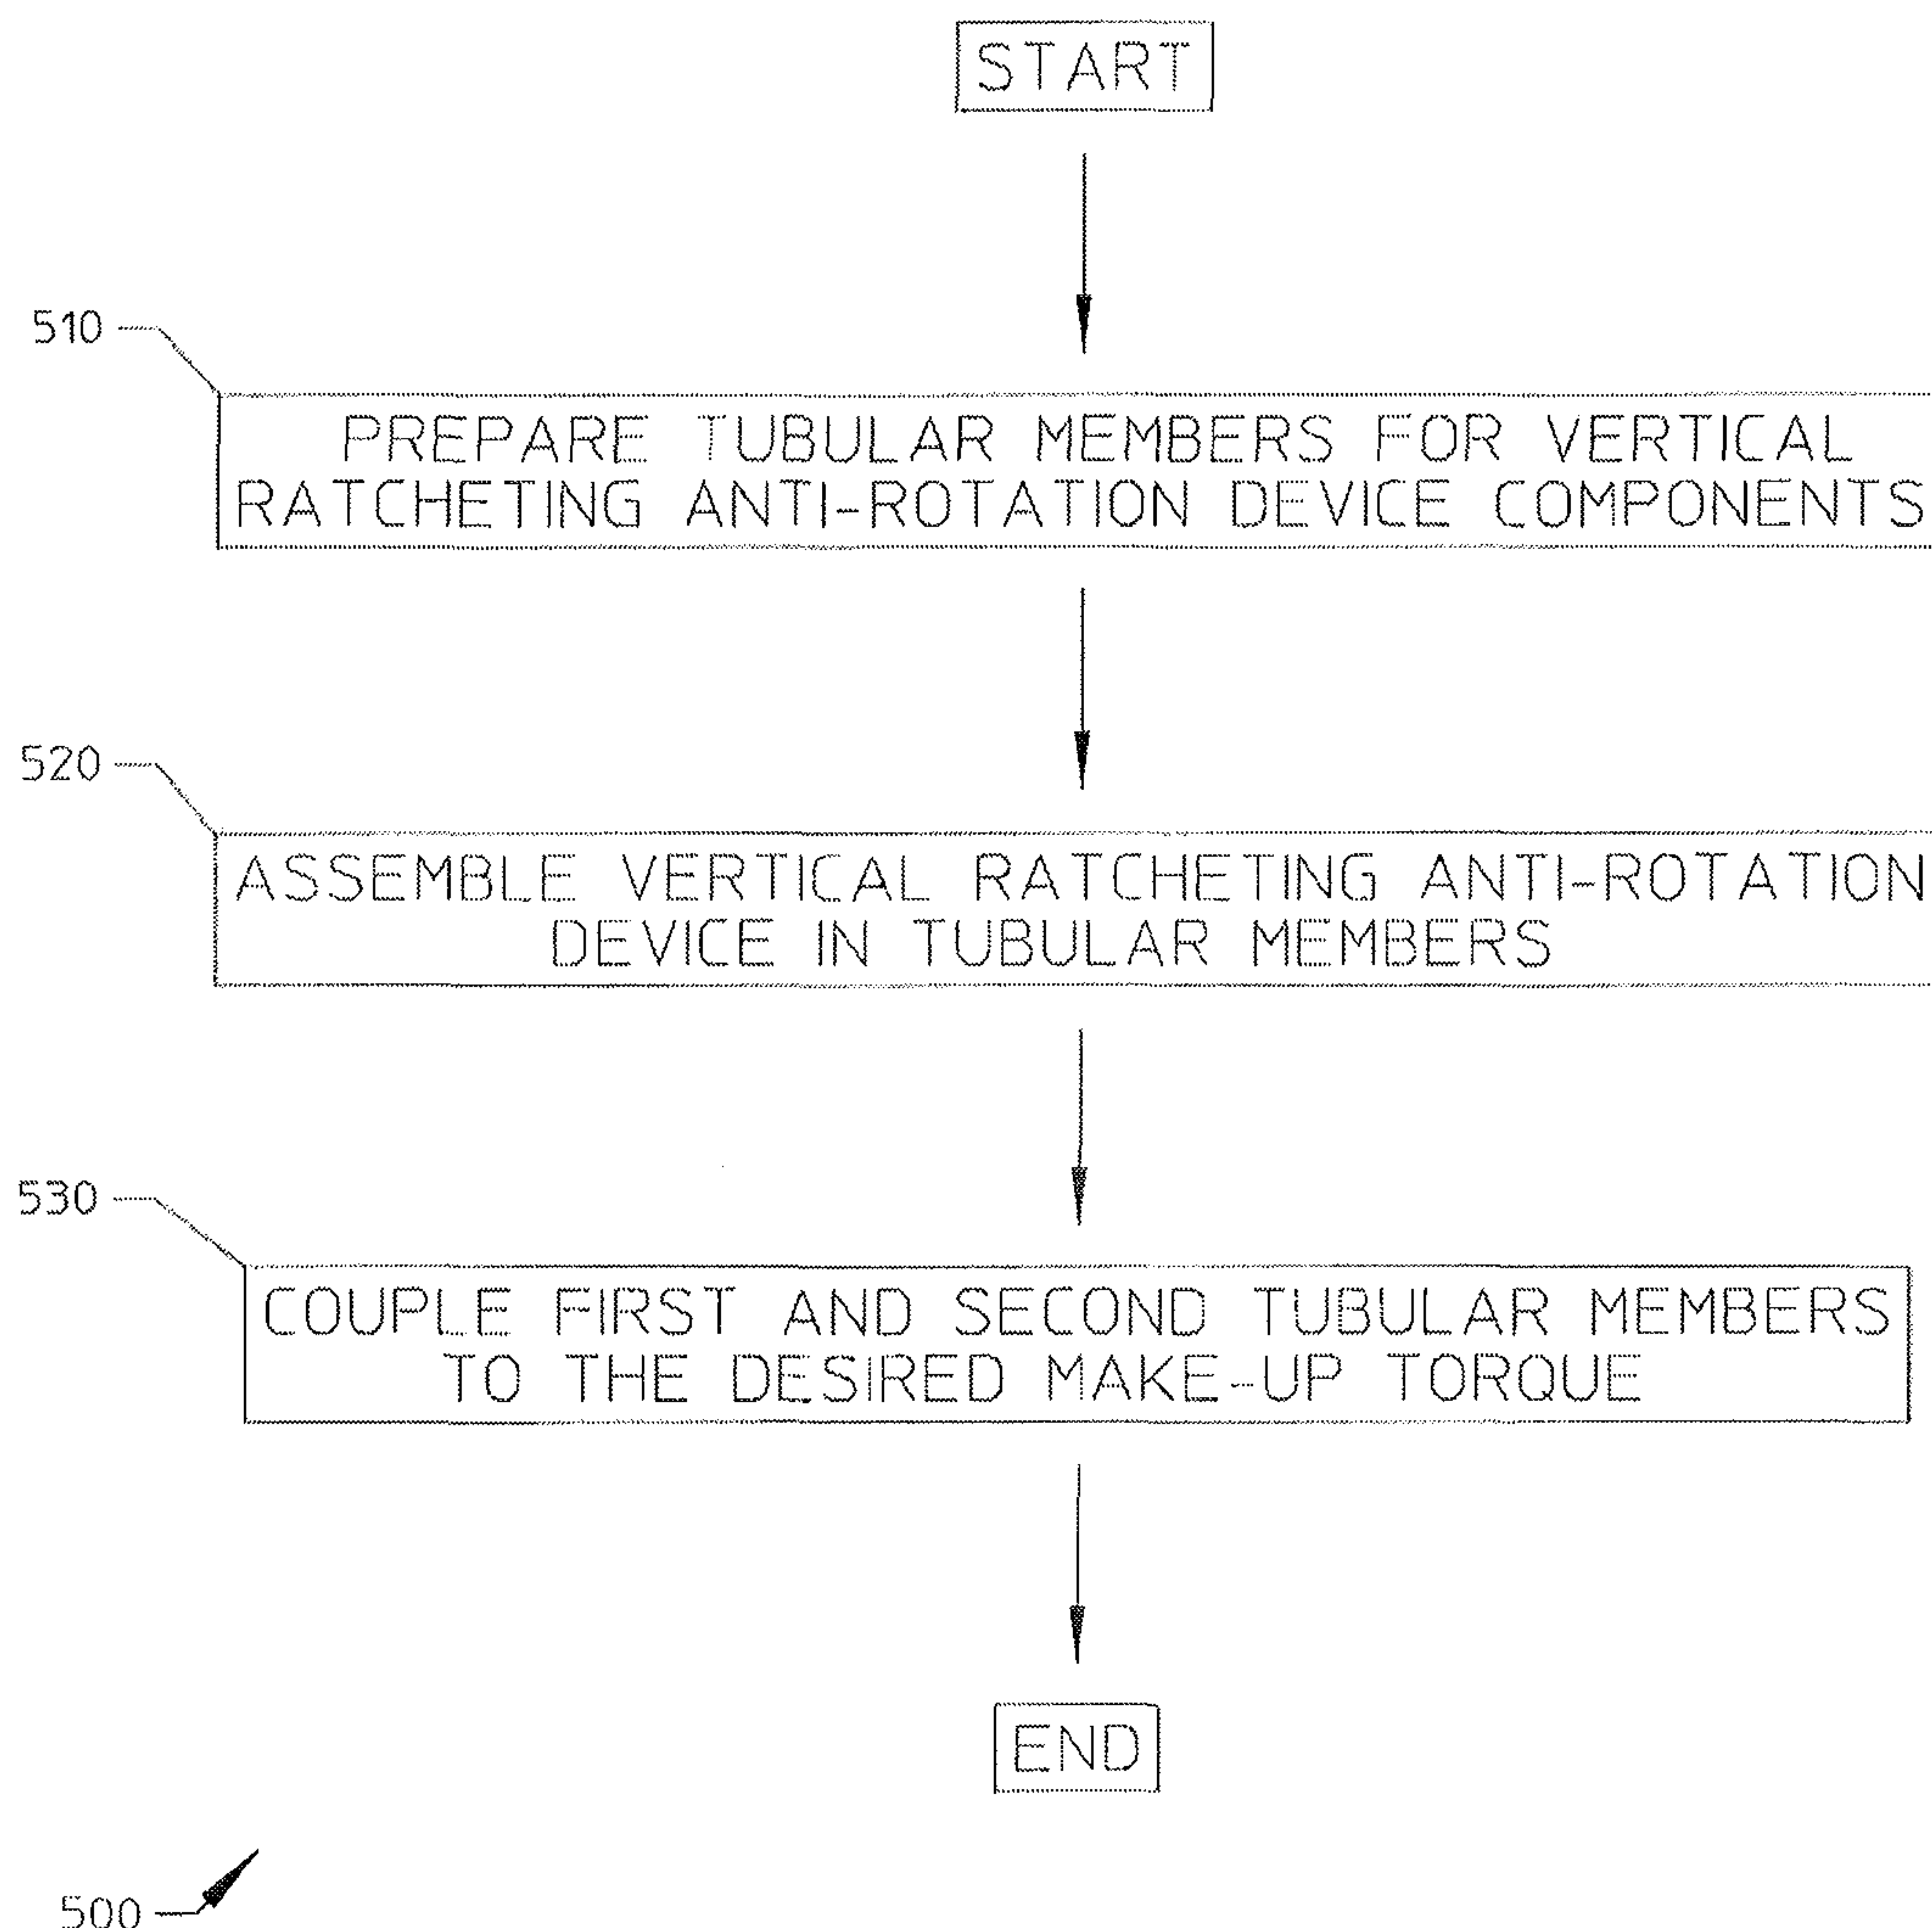 START
510
PREPARE TUBULAR MEMBERS FOR VERTICAL
RATCHETING ANTI-ROTATION DEVICE COMPONENTS
520
ASSEMBLE VERTICAL RATCHETING ANTI-ROTATION
DEVICE IN TUBULAR MEMBERS
530
COUPLE FIRST AND SECOND TUBULAR MEMBERS
TO THE DESIRED MAKE-UP TORQUE
END
500